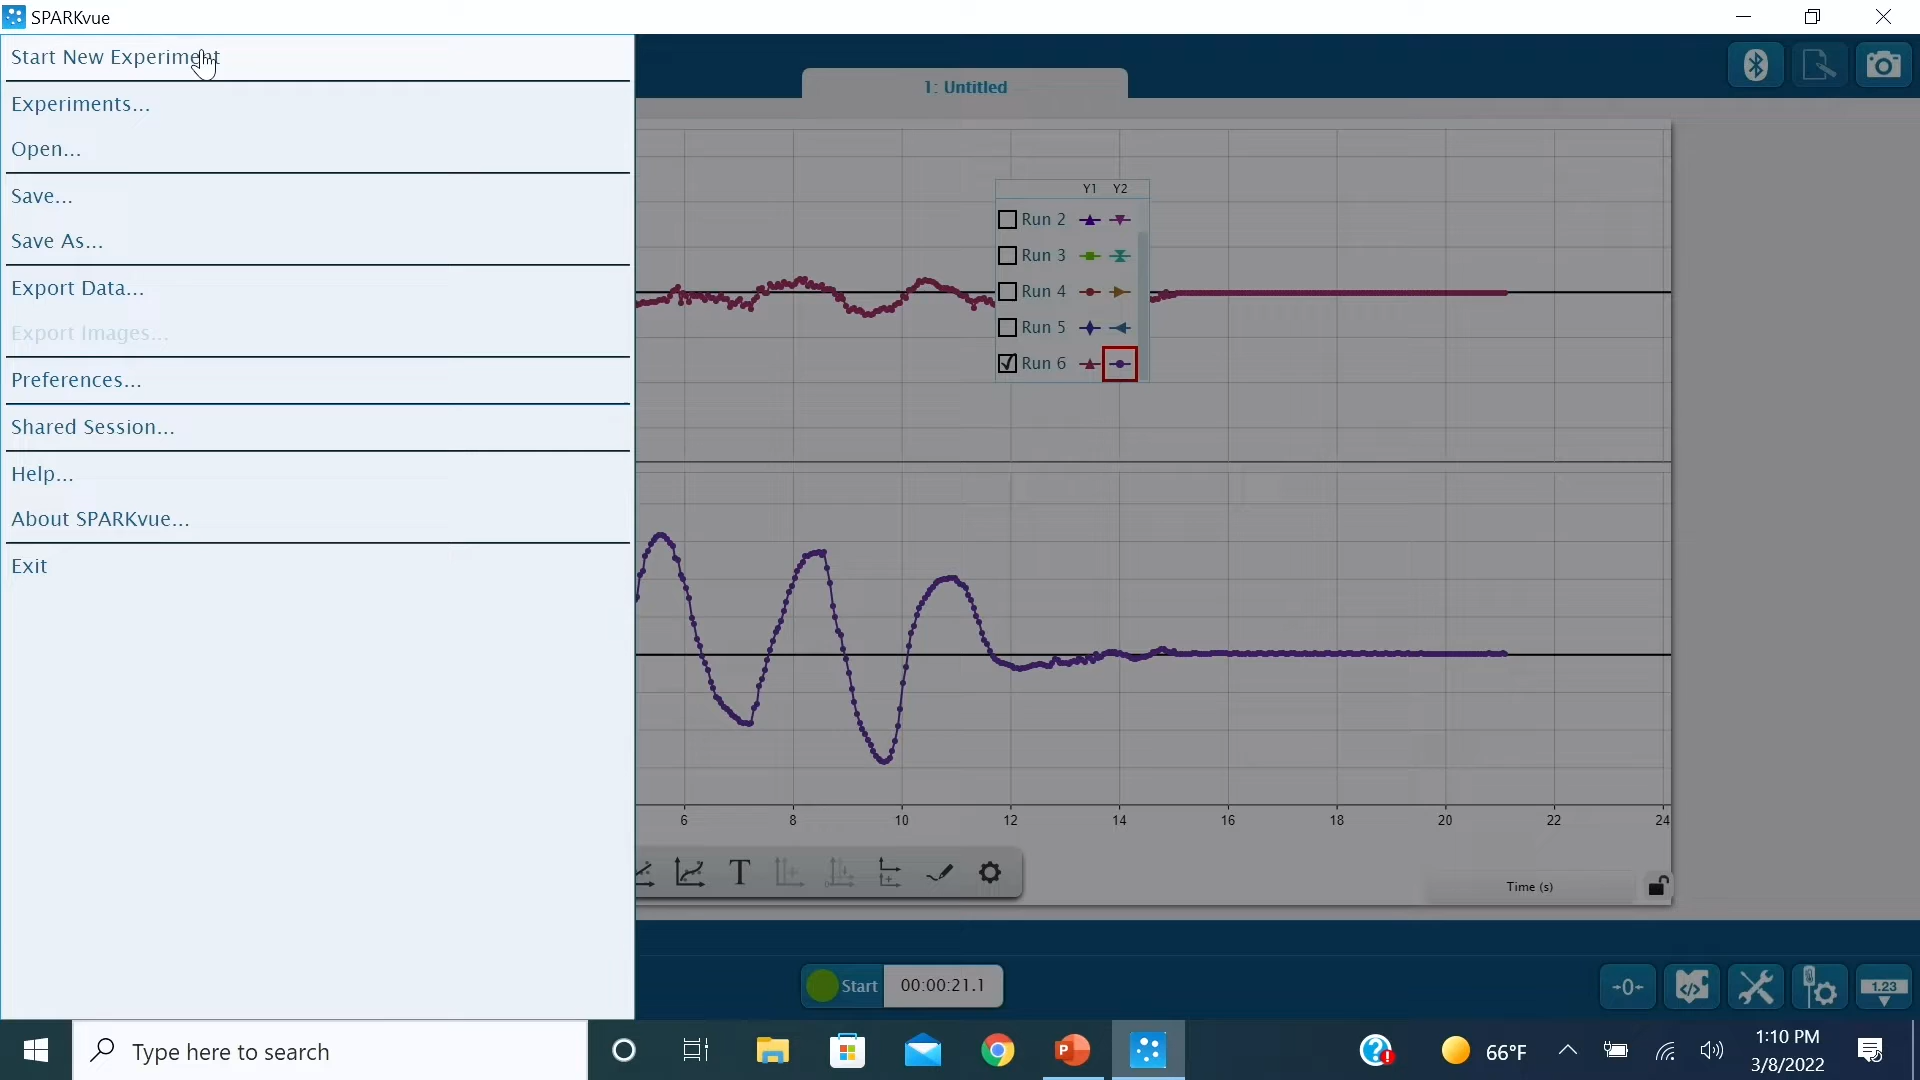 SPARKvue
Start New Experiment
Experiments...
Open...
Save...
Save As...
Export Data...
Export Images...
Preferences...
Shared Session...
Help...
About SPARKvue...
Exit
1: Untitled
Y1 Y2
Run 2
Run 3
Run 4
Run 5
Run 6
6 8 10 12 14 16 18 20 22 24
T
Time (s)
Start 00:00:21.1
→0←
1.23
Type here to search
P
66°F
1:10 PM
3/8/2022